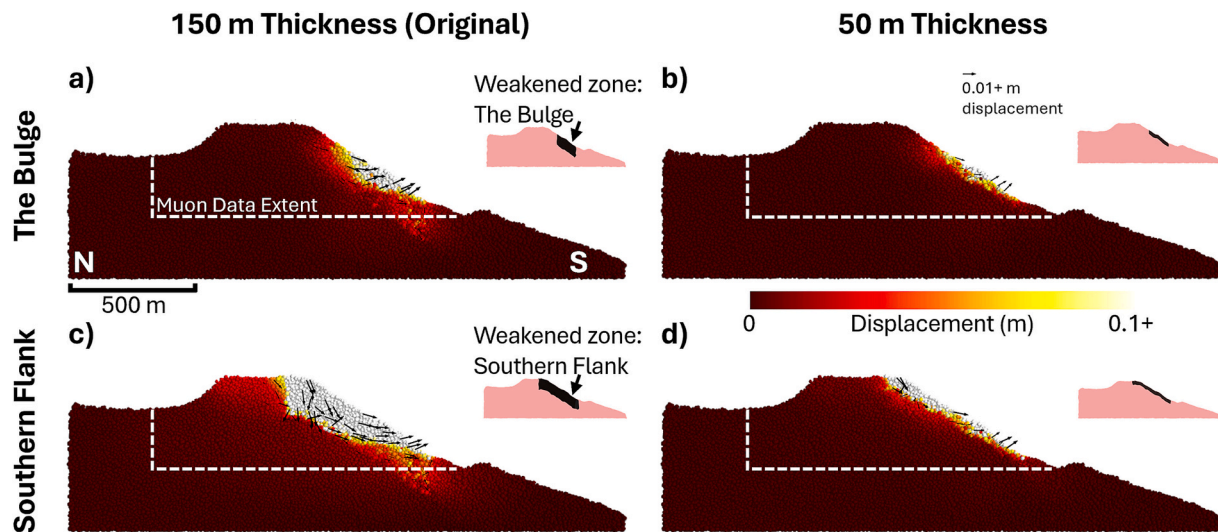 150 m Thickness (Original)
50 m Thickness
The Bulge
a)
Weakened zone:
The Bulge
Muon Data Extent
N
S
500 m
b)
0.01+ m
displacement
0
Displacement (m)
0.1+
Southern Flank
c)
Weakened zone:
Southern Flank
d)